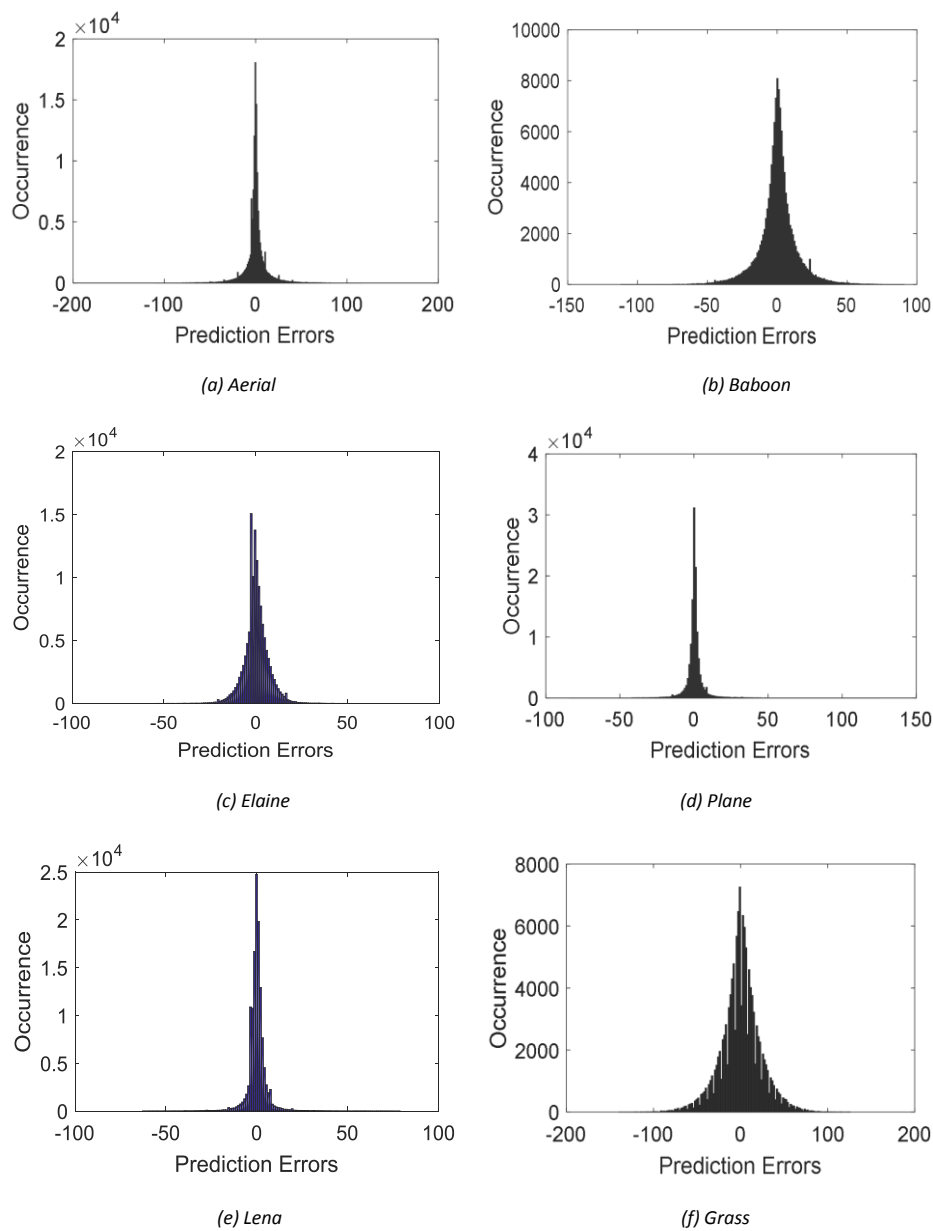 ×10^4
2
1.5
1
0.5
0
Occurrence
-200 -100 0 100 200
Prediction Errors
(a) Aerial
10000
8000
6000
4000
2000
0
Occurrence
-150 -100 -50 0 50 100
Prediction Errors
(b) Baboon
×10^4
2
1.5
1
0.5
0
Occurrence
-100 -50 0 50 100
Prediction Errors
(c) Elaine
×10^4
4
3
2
1
0
Occurrence
-100 -50 0 50 100 150
Prediction Errors
(d) Plane
×10^4
2.5
2
1.5
1
0.5
0
Occurrence
-100 -50 0 50 100
Prediction Errors
(e) Lena
8000
6000
4000
2000
0
Occurrence
-200 -100 0 100 200
Prediction Errors
(f) Grass